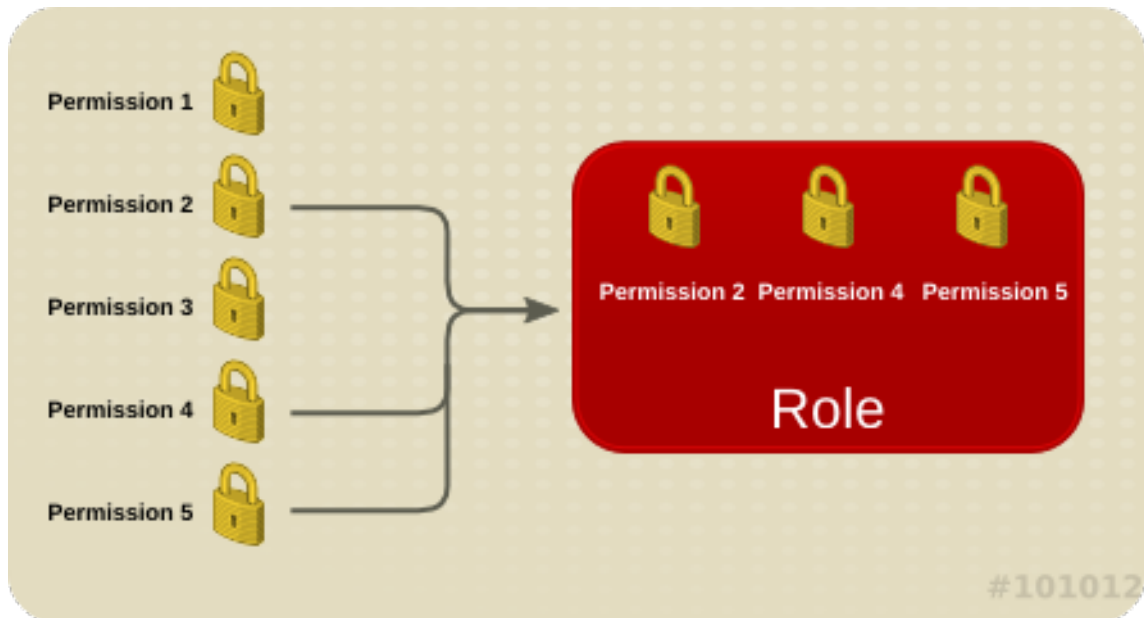 Permission 1
Permission 2
Permission 3
Permission 4
Permission 5
Permission 2 Permission 4 Permission 5
Role
#101012